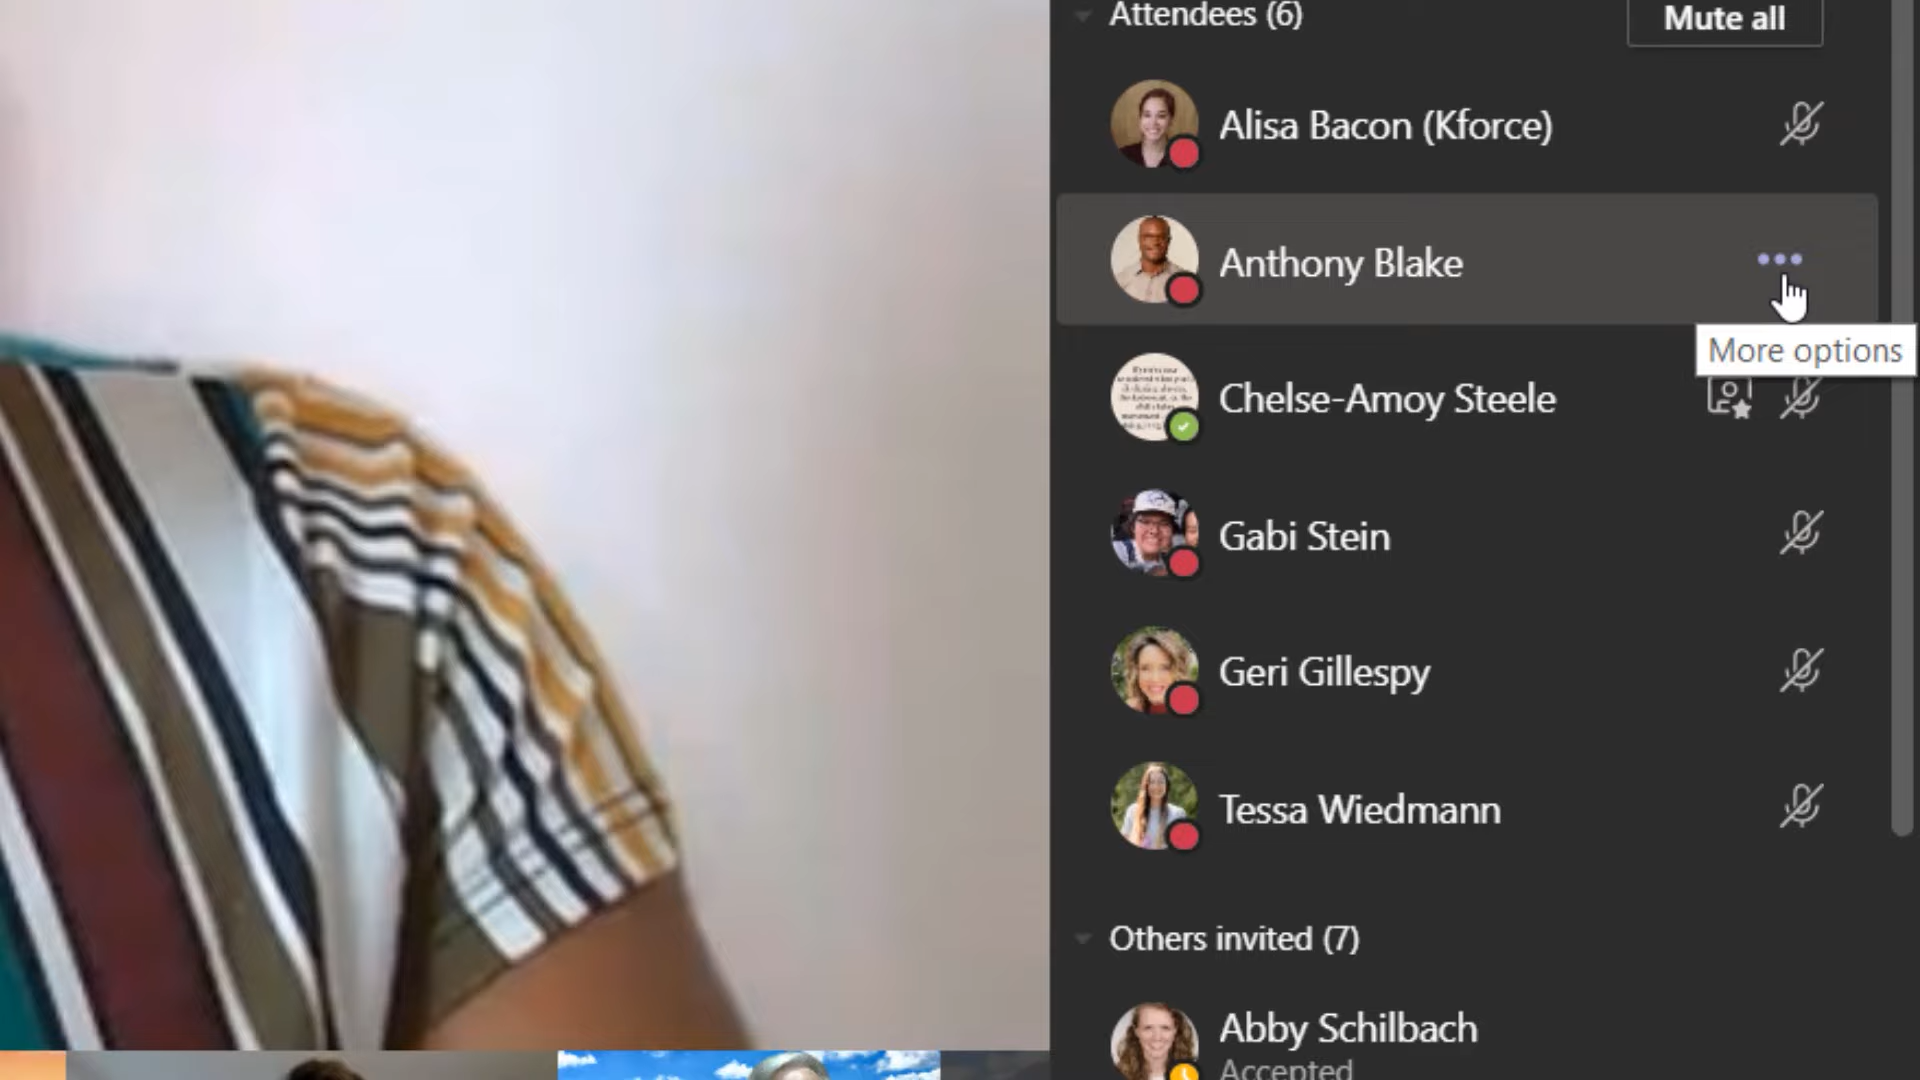 Attendees (6)
Mute all
Alisa Bacon (Kforce)
Anthony Blake
More options
Chelse-Amoy Steele
Gabi Stein
Geri Gillespy
Tessa Wiedmann
Others invited (7)
Abby Schilbach
Accepted